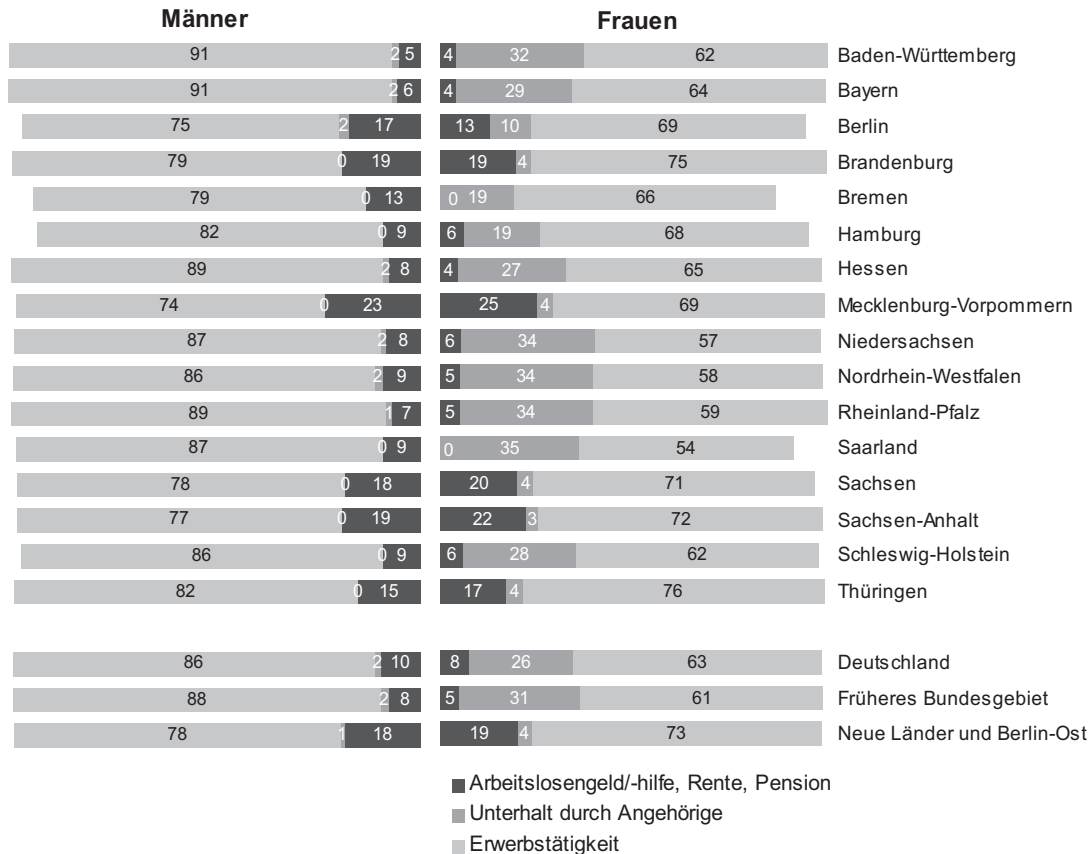 Männer Frauen
91 2 5 4 32 62 Baden-Württemberg
91 2 6 4 29 64 Bayern
75 2 17 13 10 69 Berlin
79 0 19 19 4 75 Brandenburg
79 0 13 0 19 66 Bremen
82 0 9 6 19 68 Hamburg
89 2 8 4 27 65 Hessen
74 0 23 25 4 69 Mecklenburg-Vorpommern
87 2 8 6 34 57 Niedersachsen
86 2 9 5 34 58 Nordrhein-Westfalen
89 1 7 5 34 59 Rheinland-Pfalz
87 0 9 0 35 54 Saarland
78 0 18 20 4 71 Sachsen
77 0 19 22 3 72 Sachsen-Anhalt
86 0 9 6 28 62 Schleswig-Holstein
82 0 15 17 4 76 Thüringen
86 2 10 8 26 63 Deutschland
88 2 8 5 31 61 Früheres Bundesgebiet
78 1 18 19 4 73 Neue Länder und Berlin-Ost
Arbeitslosengeld/-hilfe, Rente, Pension
Unterhalt durch Angehörige
Erwerbstätigkeit